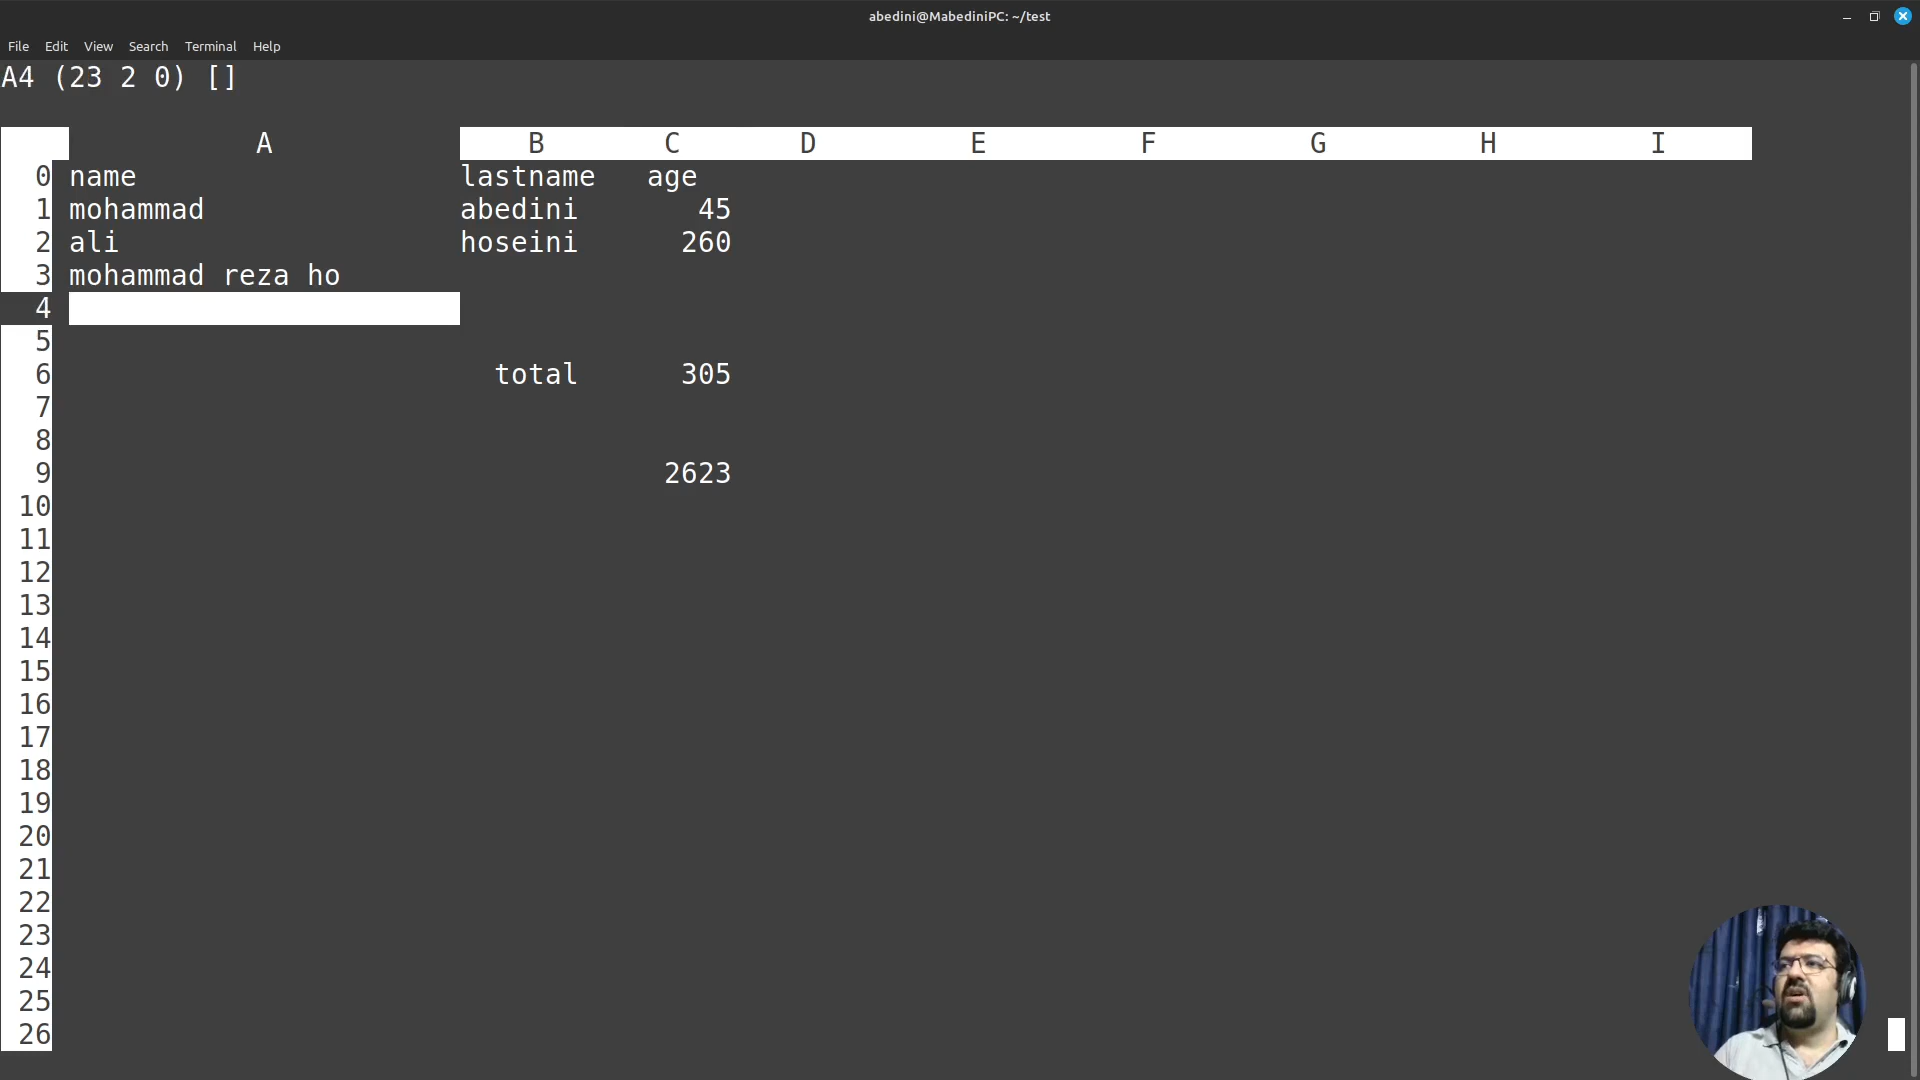 abedini@MabediniPC: ~/test
File Edit View Search Terminal Help
A4 (23 2 0) []
A B C D E F G H I
0 name lastname age
1 mohammad abedini 45
2 ali hoseini 260
3 mohammad reza ho
4
5
6 total 305
7
8
9 2623
10
11
12
13
14
15
16
17
18
19
20
21
22
23
24
25
26